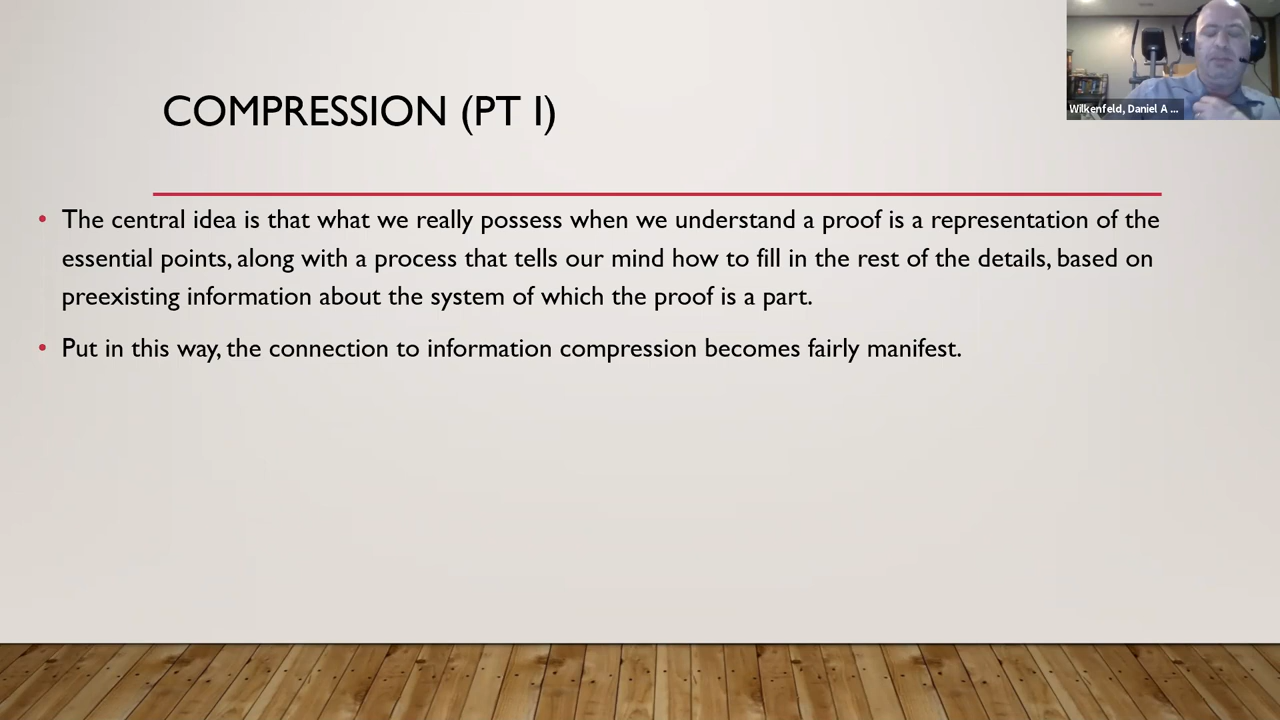 COMPRESSION (PT I)
Wilkenfeld, Daniel A ...
• The central idea is that what we really possess when we understand a proof is a representation of the
essential points, along with a process that tells our mind how to fill in the rest of the details, based on
preexisting information about the system of which the proof is a part.
• Put in this way, the connection to information compression becomes fairly manifest.